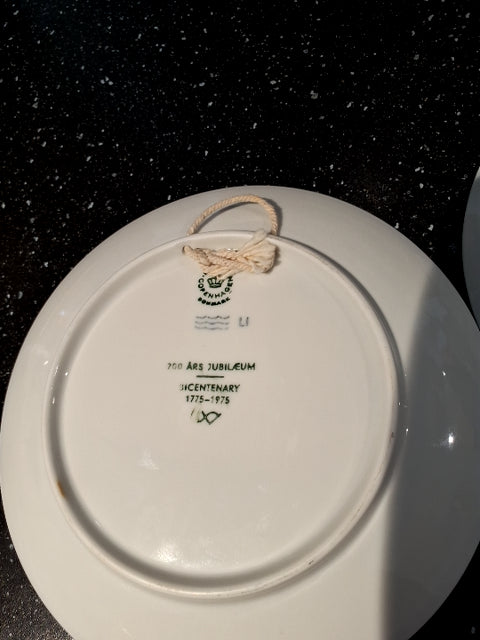 COPENHAGEN
DENMARK
LI
200 ÅRS JUBILÆUM
BICENTENARY
1775-1975